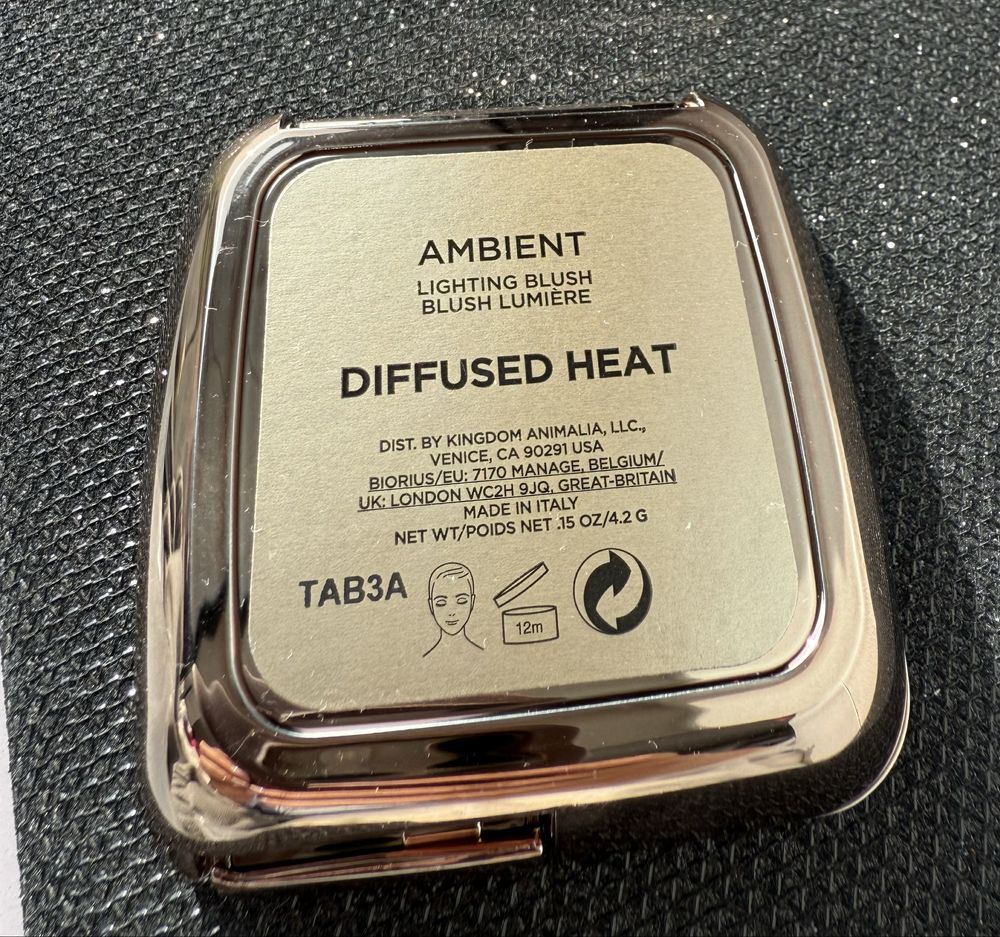 AMBIENT
LIGHTING BLUSH
BLUSH LUMIÈRE
DIFFUSED HEAT
DIST. BY KINGDOM ANIMALIA, LLC.,
VENICE, CA 90291 USA
BIORIUS/EU: 7170 MANAGE, BELGIUM/
UK: LONDON WC2H 9JQ, GREAT-BRITAIN
MADE IN ITALY
NET WT/POIDS NET .15 OZ/4.2 G
TAB3A
12m